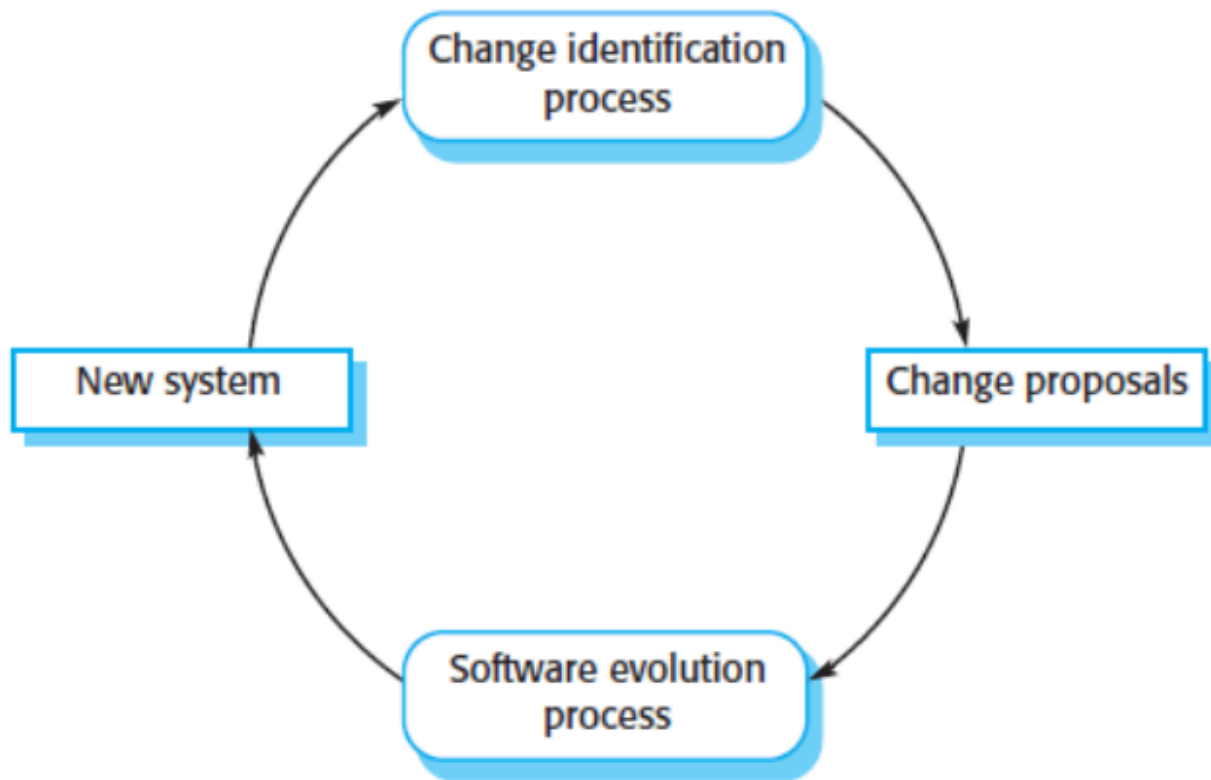 Change identification
process
New system
Change proposals
Software evolution
process